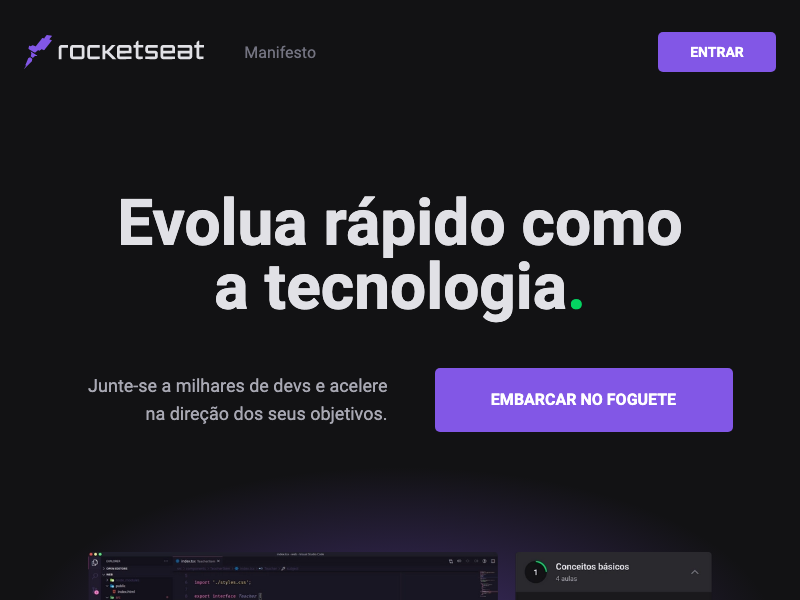 rocketseat
Manifesto
ENTRAR
Evolua rápido como
a tecnologia.
Junte-se a milhares de devs e acelere
na direção dos seus objetivos.
EMBARCAR NO FOGUETE
import "./styles.css";
export interface
1
Conceitos básicos
4 aulas